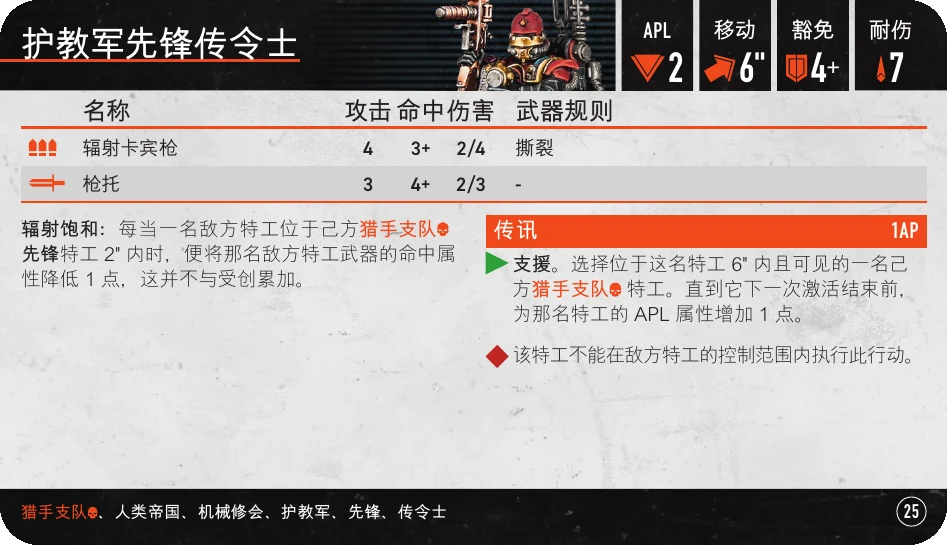 护教军先锋传令士
APL 移动 豁免 耐伤
2 6" 4+ 7
名称 攻击 命中 伤害 武器规则
辐射卡宾枪 4 3+ 2/4 撕裂
枪托 3 4+ 2/3 -
辐射饱和：每当一名敌方特工位于己方猎手支队
先锋特工 2" 内时，便将那名敌方特工武器的命中属
性降低 1 点，这并不与受创累加。
传讯 1AP
支援。选择位于这名特工 6" 内且可见的一名己
方猎手支队特工。直到它下一次激活结束前，
为那名特工的 APL 属性增加 1 点。
该特工不能在敌方特工的控制范围内执行此行动。
猎手支队、人类帝国、机械修会、护教军、先锋、传令士
25